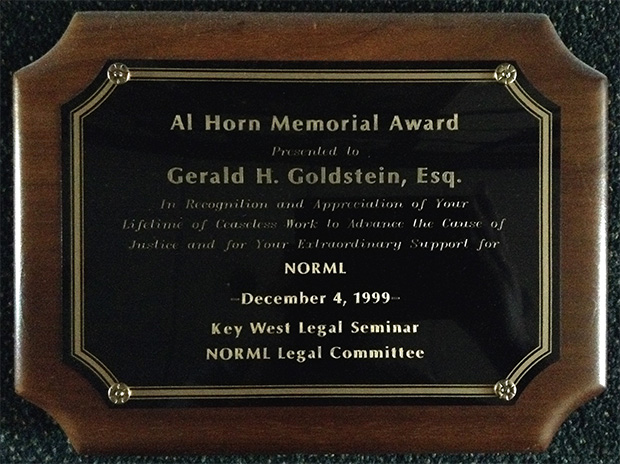 Al Horn Memorial Award
Presented to
Gerald H. Goldstein, Esq.
In Recognition and Appreciation of Your
Lifetime of Ceaseless Work to Advance the Cause of
Justice and for Your Extraordinary Support for
NORML
—December 4, 1999—
Key West Legal Seminar
NORML Legal Committee